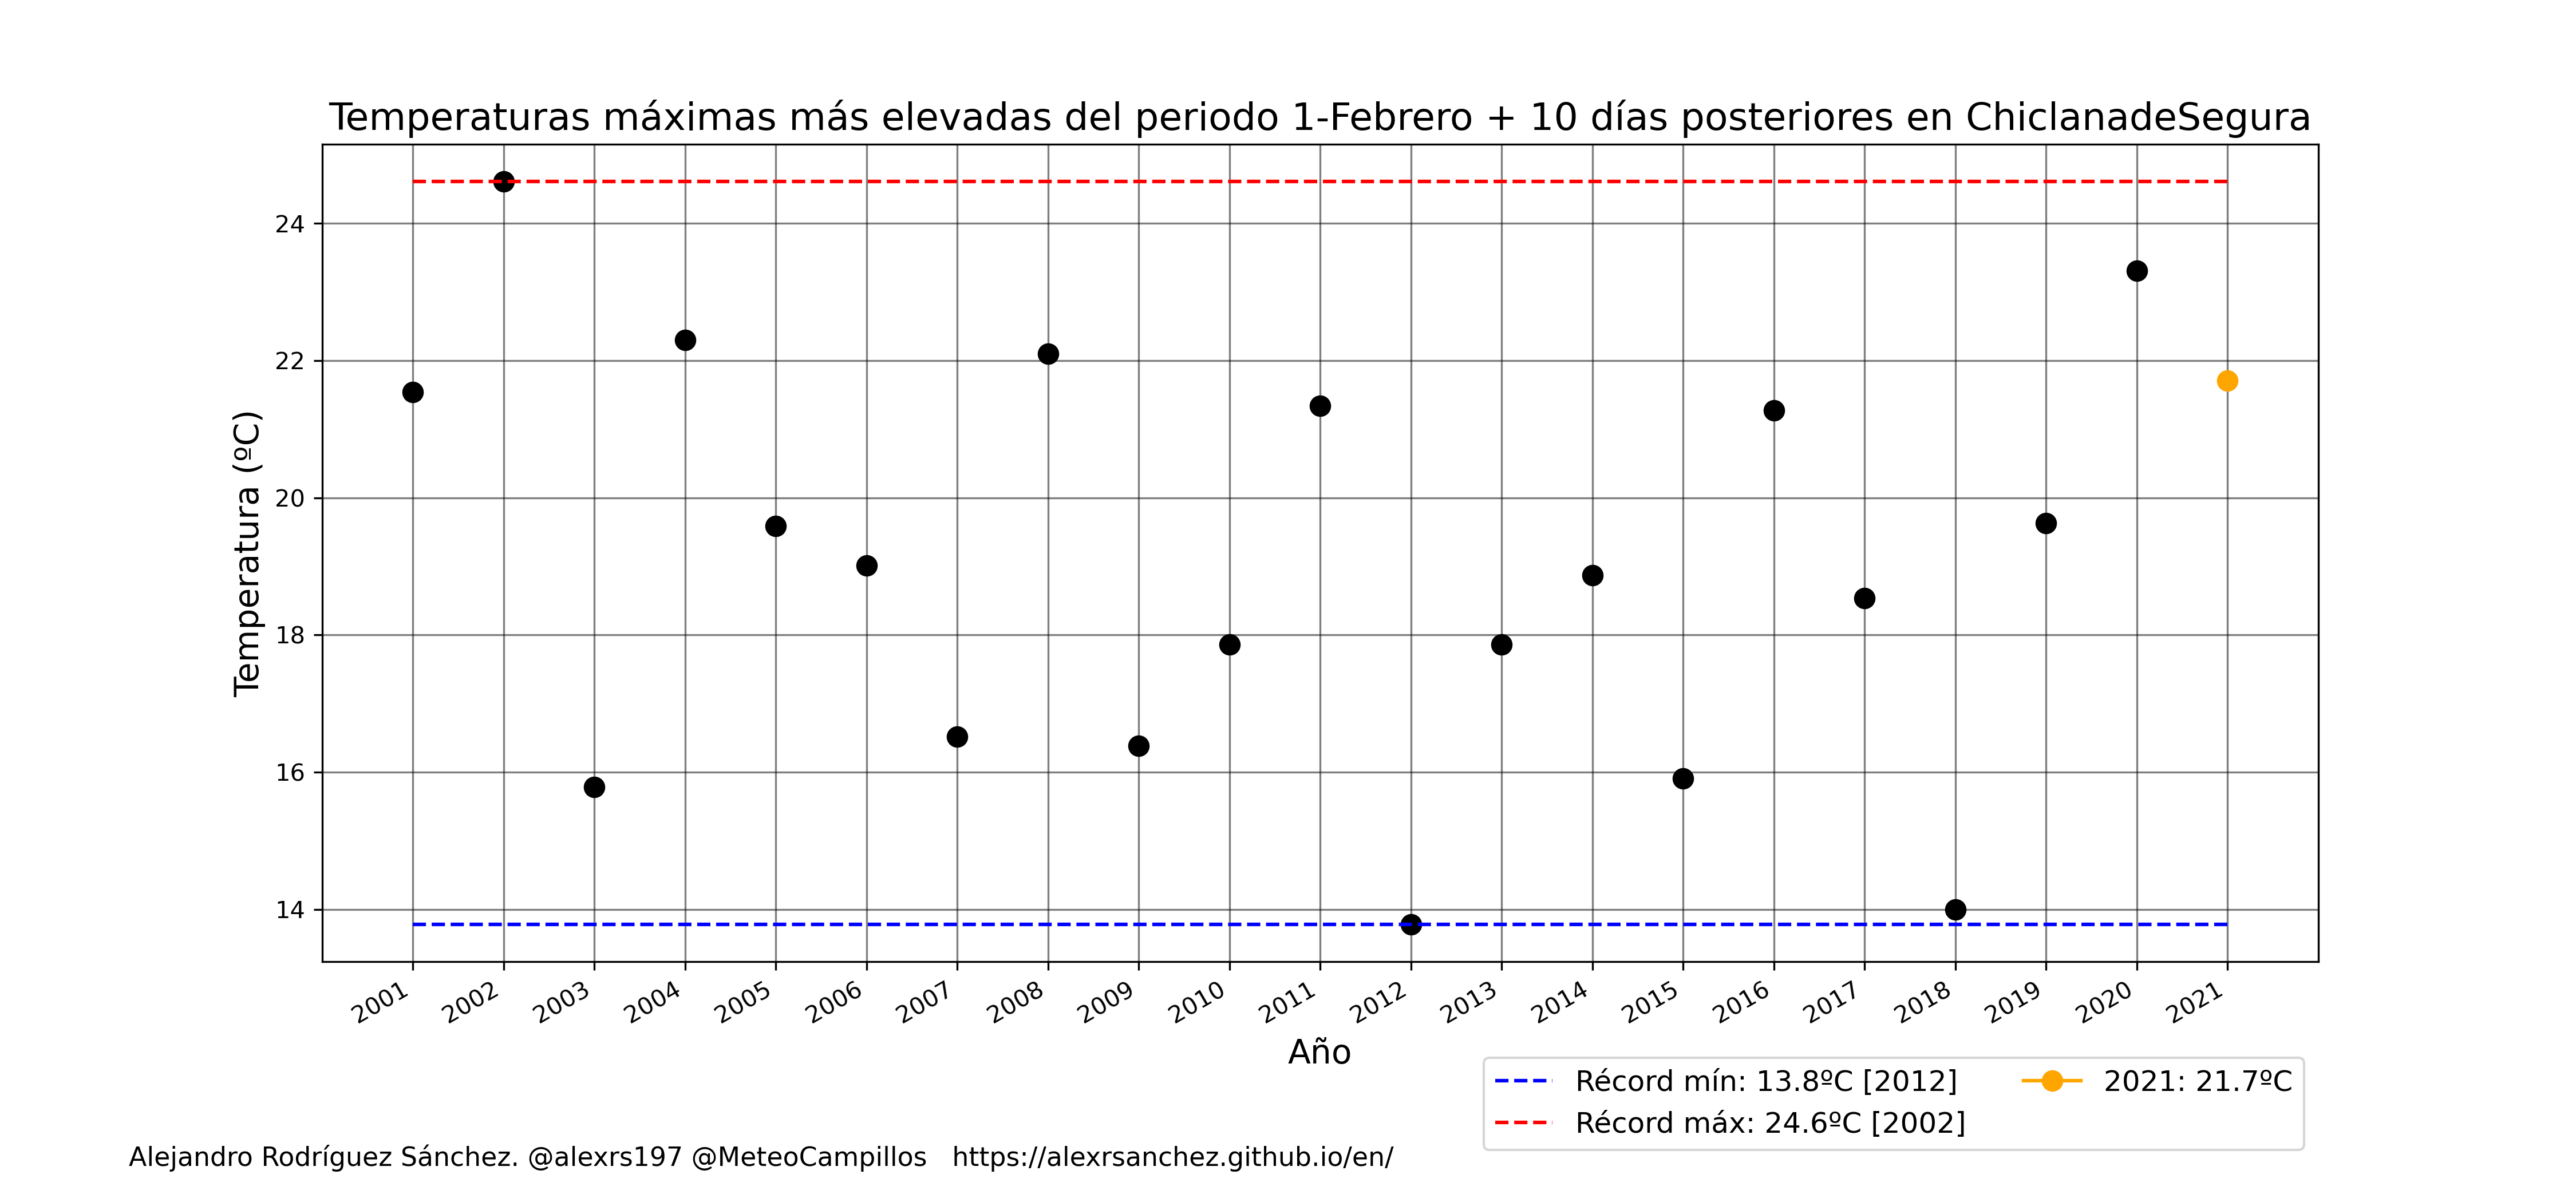 Temperaturas máximas más elevadas del periodo 1-Febrero + 10 días posteriores en ChiclanadeSegura
Temperatura (ºC)
24
22
20
18
16
14
2001 2002 2003 2004 2005 2006 2007 2008 2009 2010 2011 2012 2013 2014 2015 2016 2017 2018 2019 2020 2021
Año
Récord mín: 13.8ºC [2012]
Récord máx: 24.6ºC [2002]
2021: 21.7ºC
Alejandro Rodríguez Sánchez. @alexrs197 @MeteoCampillos https://alexrsanchez.github.io/en/